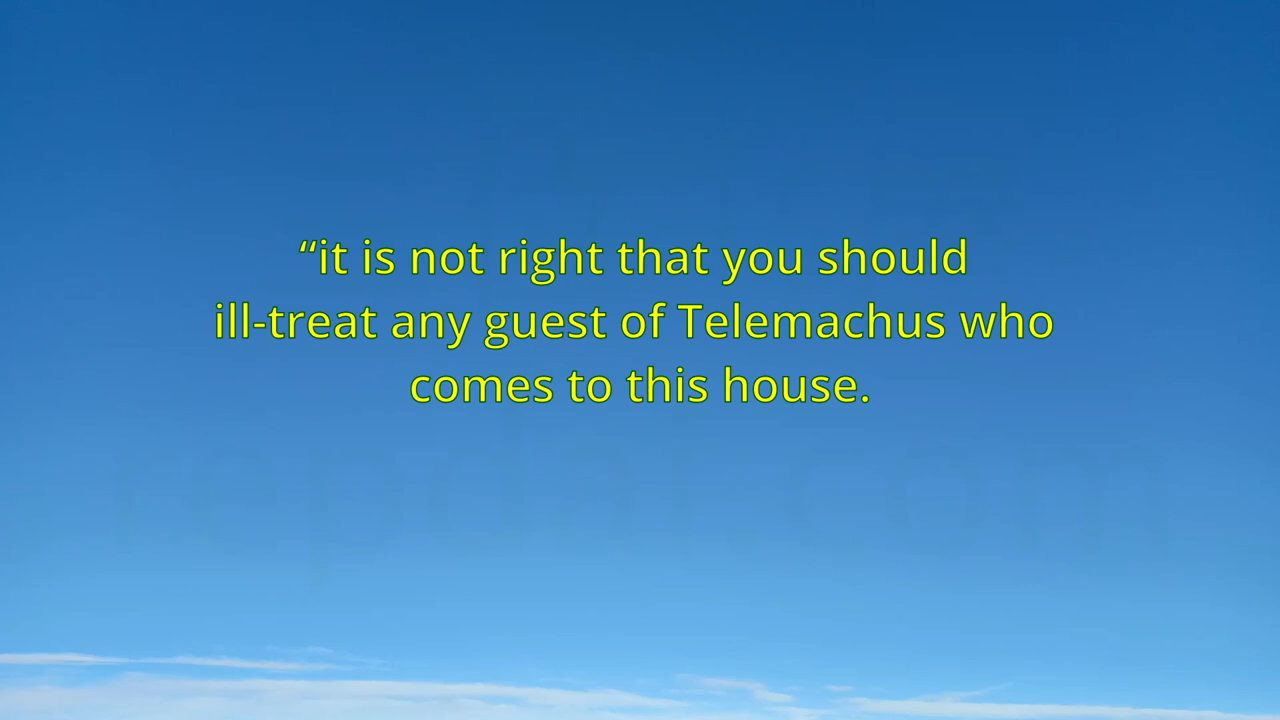 “it is not right that you should
ill-treat any guest of Telemachus who
comes to this house.